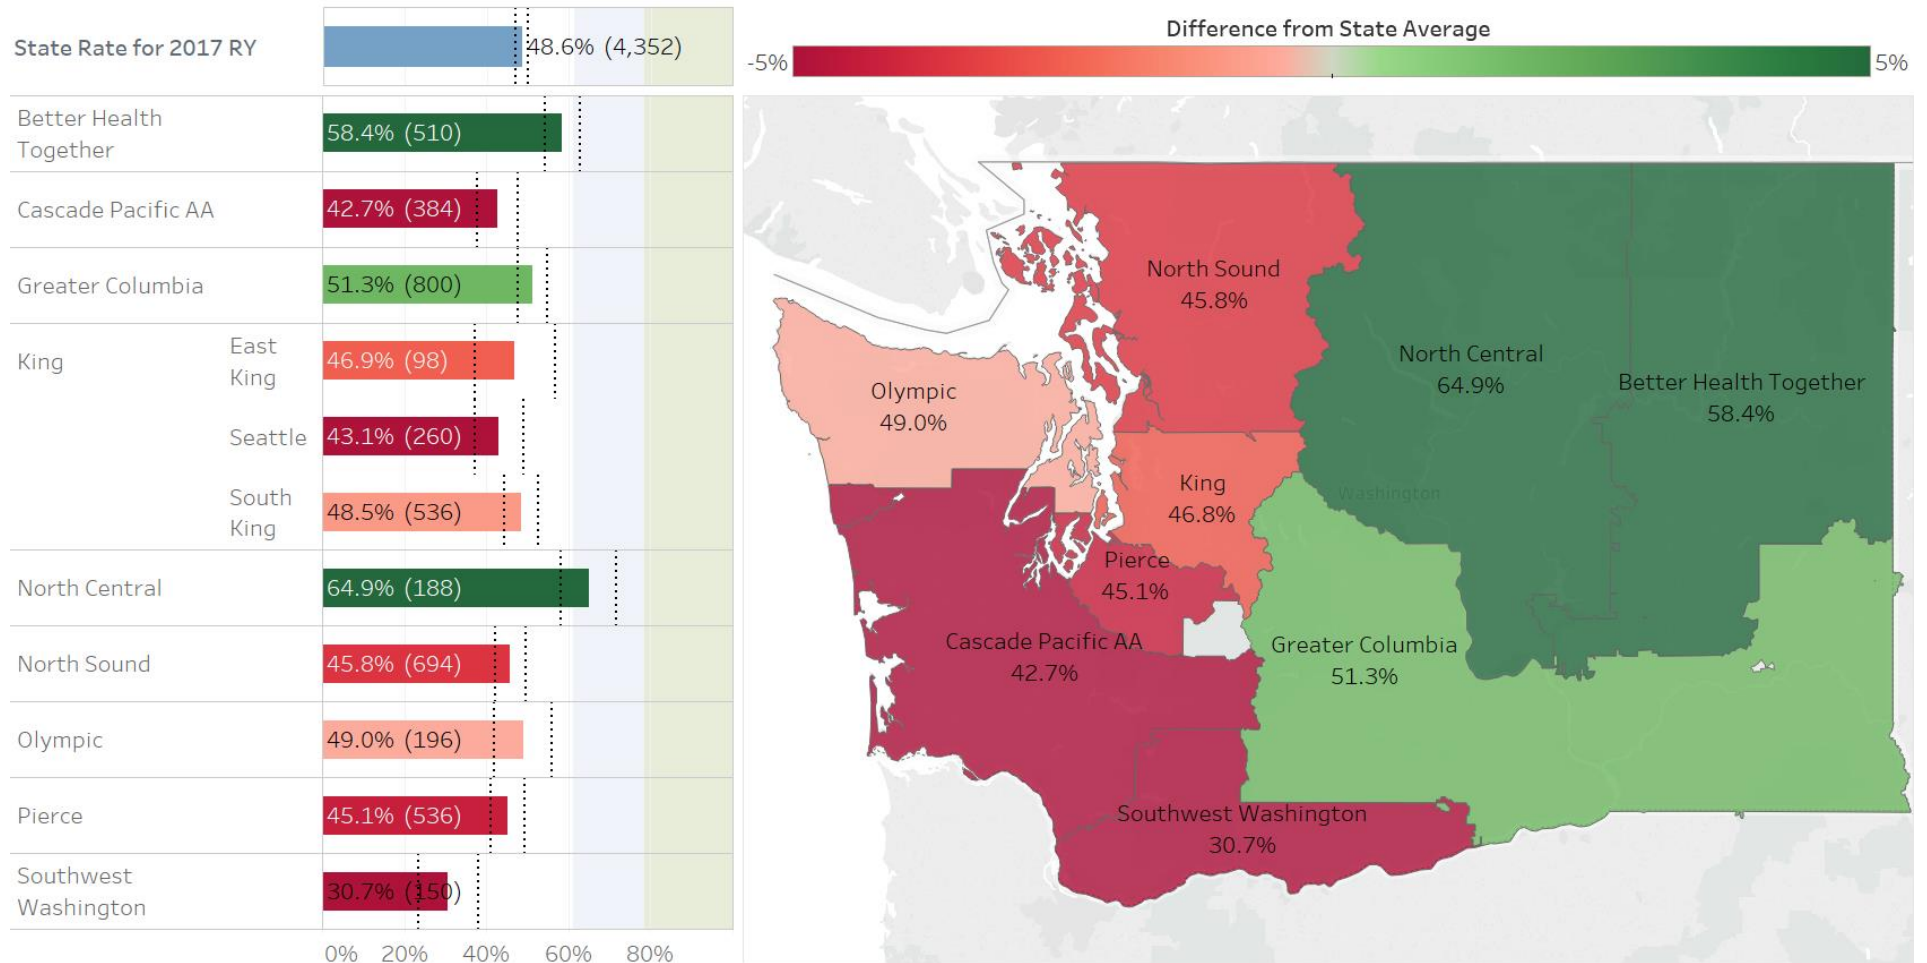 State Rate for 2017 RY
48.6% (4,352)
Better Health
Together
58.4% (510)
Cascade Pacific AA
42.7% (384)
Greater Columbia
51.3% (800)
King
East
King
46.9% (98)
Seattle
43.1% (260)
South
King
48.5% (536)
North Central
64.9% (188)
North Sound
45.8% (694)
Olympic
49.0% (196)
Pierce
45.1% (536)
Southwest
Washington
30.7% (150)
0% 20% 40% 60% 80%
Difference from State Average
-5% 5%
North Sound
45.8%
North Central
64.9%
Better Health Together
58.4%
Olympic
49.0%
King
46.8%
Washington
Pierce
45.1%
Cascade Pacific AA
42.7%
Greater Columbia
51.3%
Southwest Washington
30.7%